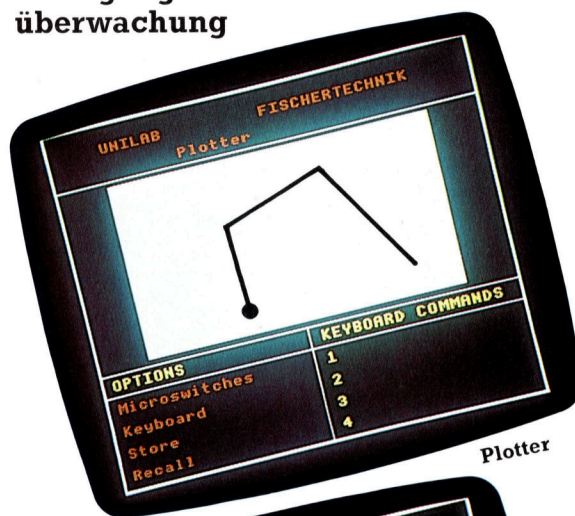 überwachung
UNILAB FISCHERTECHNIK
Plotter
OPTIONS
Microswitches
Keyboard
Store
Recall
KEYBOARD COMMANDS
1
2
3
4
Plotter